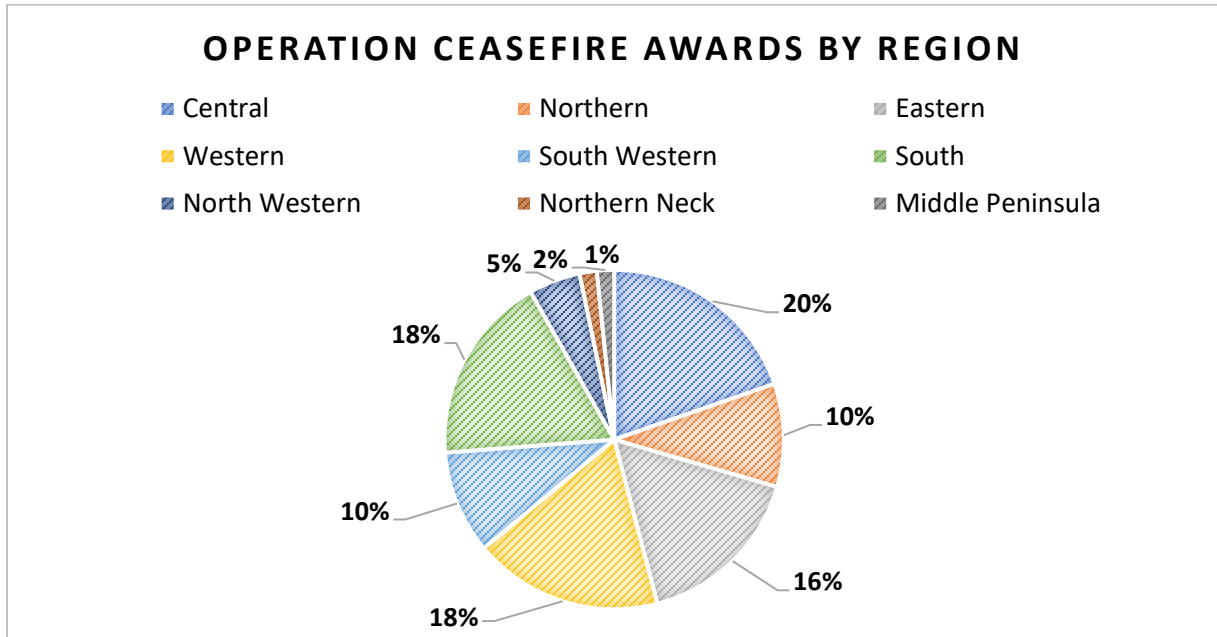 OPERATION CEASEFIRE AWARDS BY REGION
Central Northern Eastern
Western South Western South
North Western Northern Neck Middle Peninsula
5% 2% 1%
20%
18%
10%
10%
16%
18%